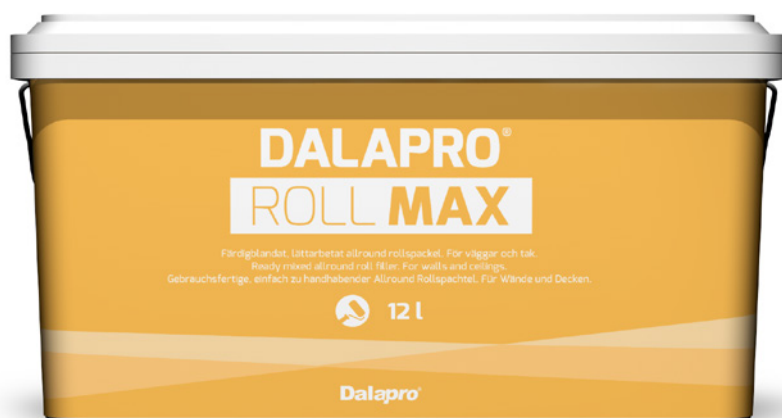 DALAPRO®
ROLL MAX
Färdigblandat, lättarbetat allround rollspackel. För väggar och tak.
Ready mixed allround roll filler. For walls and ceilings.
Gebrauchsfertige, einfach zu handhabender Allround Rollspachtel. Für Wände und Decken.
12 l
Dalapro®